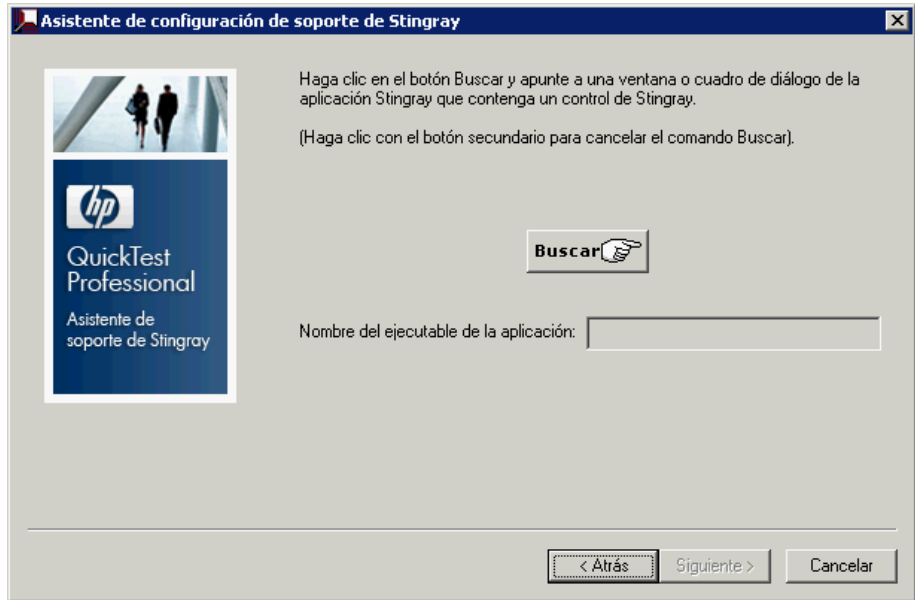 Asistente de configuración de soporte de Stingray
Haga clic en el botón Buscar y apunte a una ventana o cuadro de diálogo de la
aplicación Stingray que contenga un control de Stingray.
(Haga clic con el botón secundario para cancelar el comando Buscar).
hp
QuickTest
Professional
Asistente de
soporte de Stingray
Buscar
Nombre del ejecutable de la aplicación:
< Atrás
Siguiente >
Cancelar